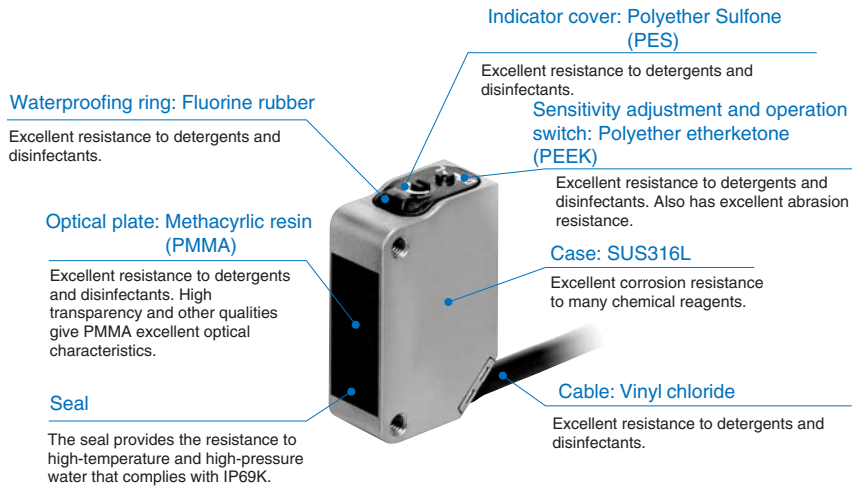 Indicator cover: Polyether Sulfone
(PES)
Excellent resistance to detergents and
disinfectants.
Waterproofing ring: Fluorine rubber
Excellent resistance to detergents and
disinfectants.
Sensitivity adjustment and operation
switch: Polyether etherketone
(PEEK)
Excellent resistance to detergents and
disinfectants. Also has excellent abrasion
resistance.
Optical plate: Methacyrlic resin
(PMMA)
Excellent resistance to detergents
and disinfectants. High
transparency and other qualities
give PMMA excellent optical
characteristics.
Case: SUS316L
Excellent corrosion resistance
to many chemical reagents.
Seal
The seal provides the resistance to
high-temperature and high-pressure
water that complies with IP69K.
Cable: Vinyl chloride
Excellent resistance to detergents and
disinfectants.